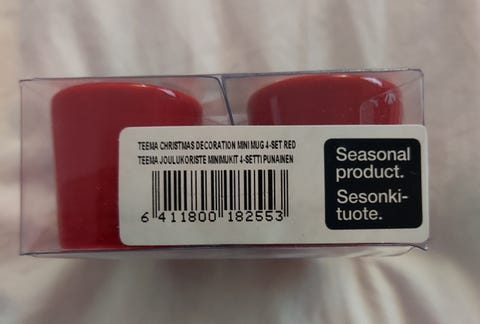 TEEMA CHRISTMAS DECORATION MINI MUG 4-SET RED
TEEMA JOULUKORISTE MINIMUKIT 4-SETTI PUNAINEN
6 411800 182553
Seasonal
product.
Sesonki-
tuote.